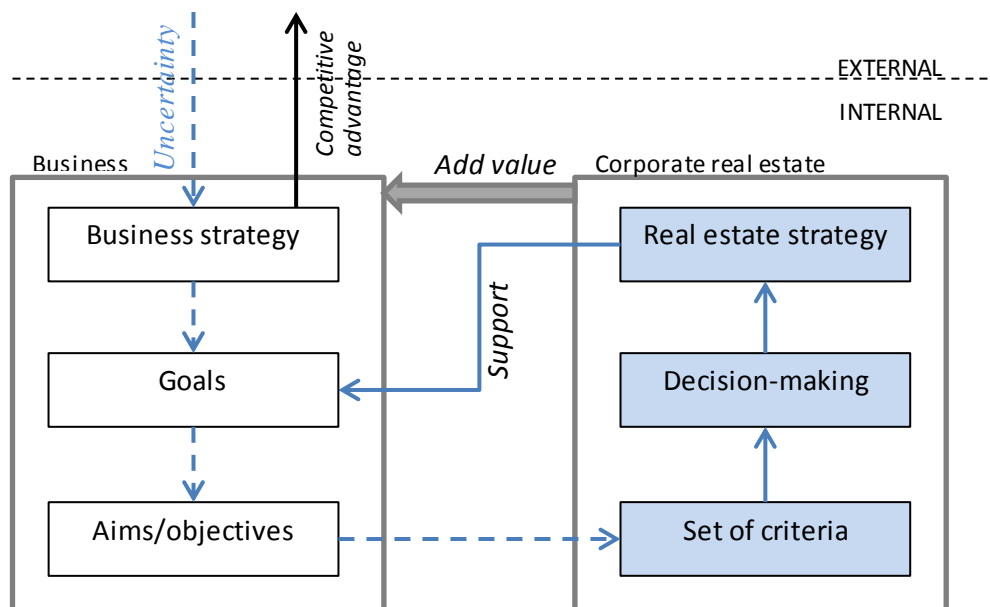 EXTERNAL
INTERNAL
Uncertainty
Competitive
advantage
Business
Add value
Corporate real estate
Business strategy
Real estate strategy
Support
Goals
Decision-making
Aims/objectives
Set of criteria